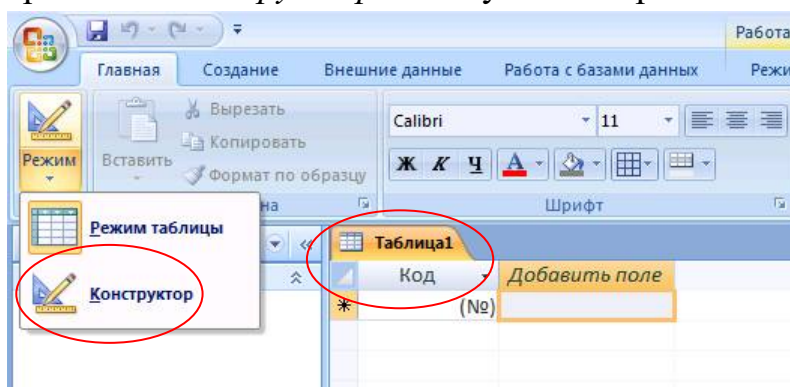 Работа
Главная Создание Внешние данные Работа с базами данных Режи
Вырезать
Копировать
Формат по образцу
Режим Вставить
Calibri 11
Ж К Ч А
на Шрифт
Режим таблицы
Конструктор
Таблица1
Код Добавить поле
(№)